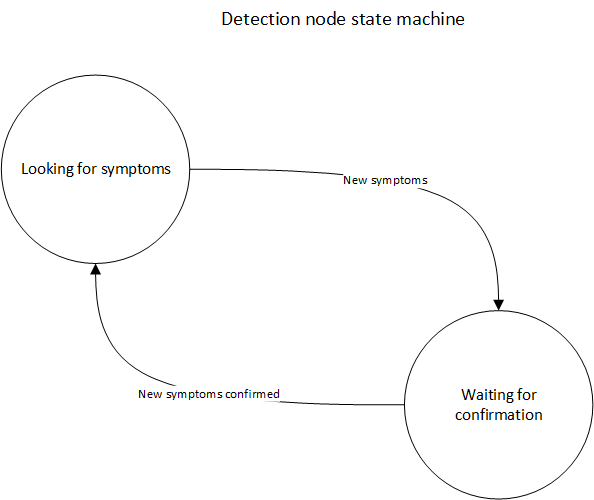 Detection node state machine
Looking for symptoms
New symptoms
New symptoms confirmed
Waiting for
confirmation